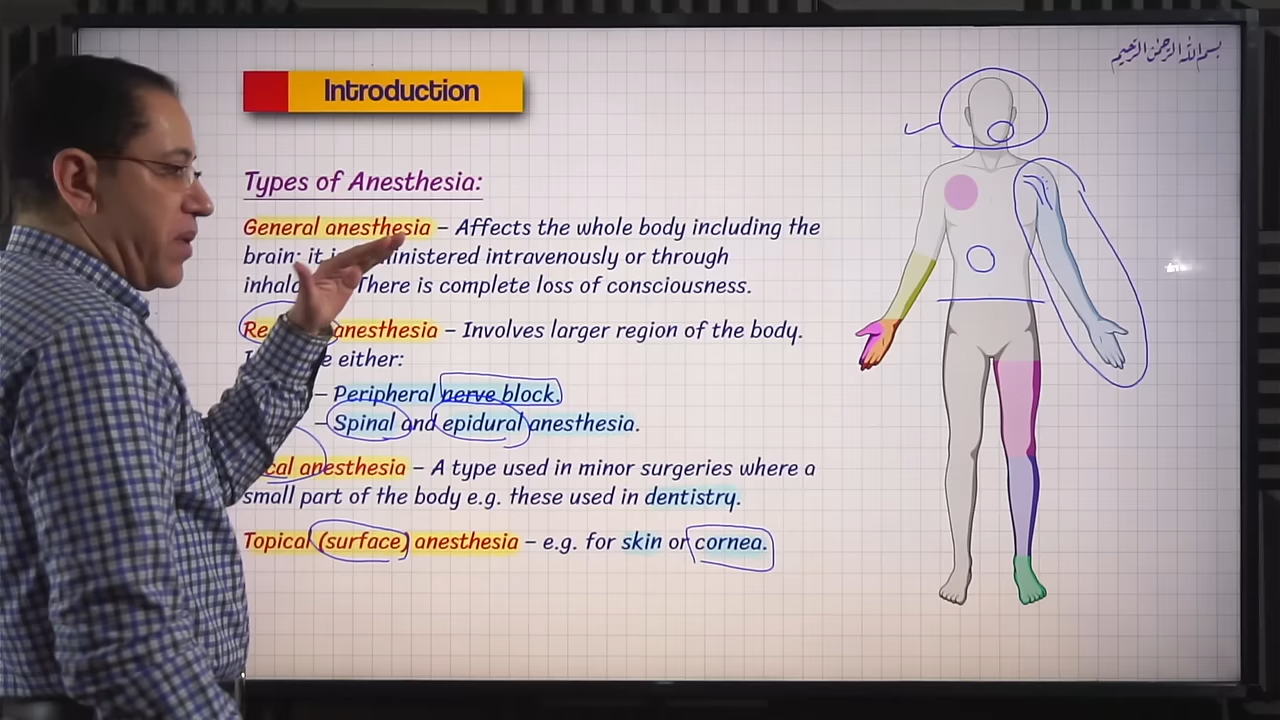 بسم الله الرحمن الرحيم
Introduction
Types of Anesthesia:
General anesthesia – Affects the whole body including the
brain; it intravenously or through
There is complete loss of consciousness.
anesthesia – Involves larger region of the body.
either:
– Peripheral nerve block.
– Spinal and epidural anesthesia.
anesthesia – A type used in minor surgeries where a
small part of the body e.g. these used in dentistry.
Topical (surface) anesthesia – e.g. for skin or cornea.